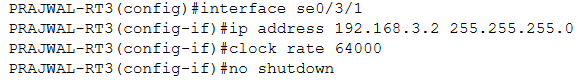 PRAJWAL-RT3(config)#interface se0/3/1
PRAJWAL-RT3(config-if)#ip address 192.168.3.2 255.255.255.0
PRAJWAL-RT3(config-if)#clock rate 64000
PRAJWAL-RT3(config-if)#no shutdown